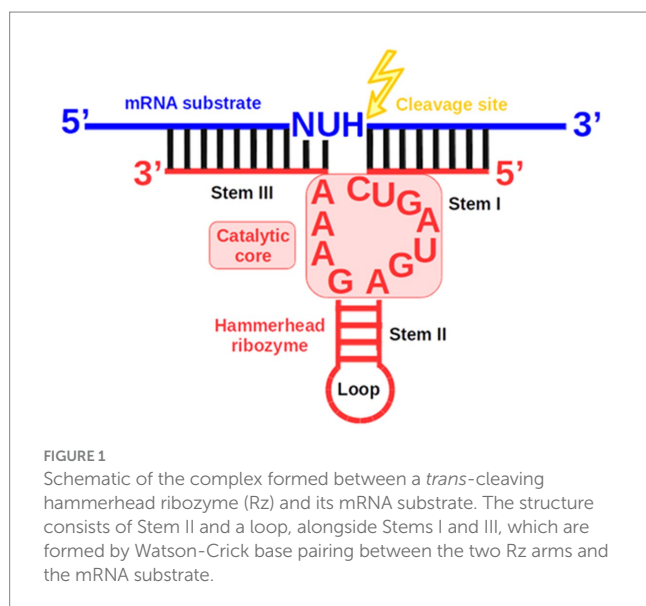 mRNA substrate
Cleavage site
5’ NUH 3’
3’ 5’
Stem III
A C U G A U G A G A A A
Stem I
Catalytic core
Hammerhead ribozyme
Stem II
Loop
FIGURE 1
Schematic of the complex formed between a trans-cleaving
hammerhead ribozyme (Rz) and its mRNA substrate. The structure
consists of Stem II and a loop, alongside Stems I and III, which are
formed by Watson-Crick base pairing between the two Rz arms and
the mRNA substrate.